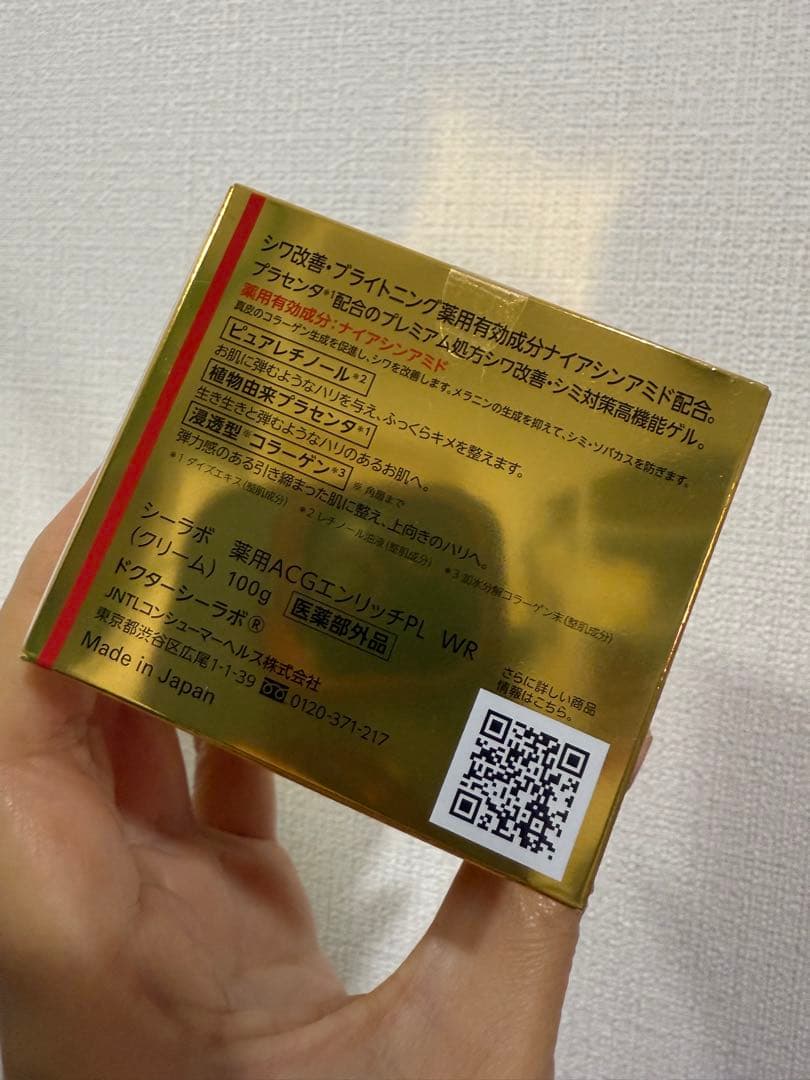 シワ改善・ブライトニング薬用有効成分ナイアシンアミド配合。
プラセンタ※1配合のプレミアム処方シワ改善・シミ対策高機能ゲル。
薬用有効成分：ナイアシンアミド
真皮のコラーゲン生成を促進し、シワを改善します。メラニンの生成を抑えて、シミ・ソバカスを防ぎます。
ピュアレチノール※2
お肌に弾むようなハリを与え、ふっくらキメを整えます。
植物由来プラセンタ※1
生き生きと弾むようなハリのあるお肌へ。
浸透型※コラーゲン※3 ※ 角層まで
弾力感のある引き締まった肌に整え、上向きのハリへ。
※1 ダイズエキス（整肌成分） ※2 レチノール油液（整肌成分） ※3 加水分解コラーゲン末（整肌成分）
シーラボ 薬用ACGエンリッチPL WR
（クリーム） 100g 医薬部外品
ドクターシーラボ®
JNTLコンシューマーヘルス株式会社
東京都渋谷区広尾1-1-39 0120-371-217
Made in Japan
さらに詳しい商品
情報はこちら。